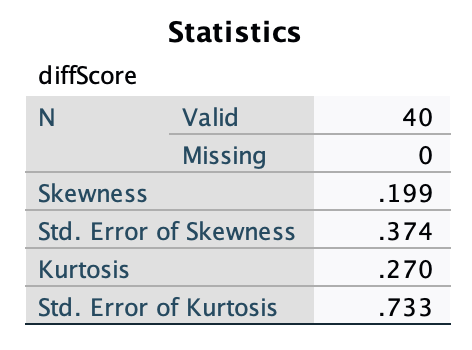 Statistics
diffScore
N Valid 40
Missing 0
Skewness .199
Std. Error of Skewness .374
Kurtosis .270
Std. Error of Kurtosis .733